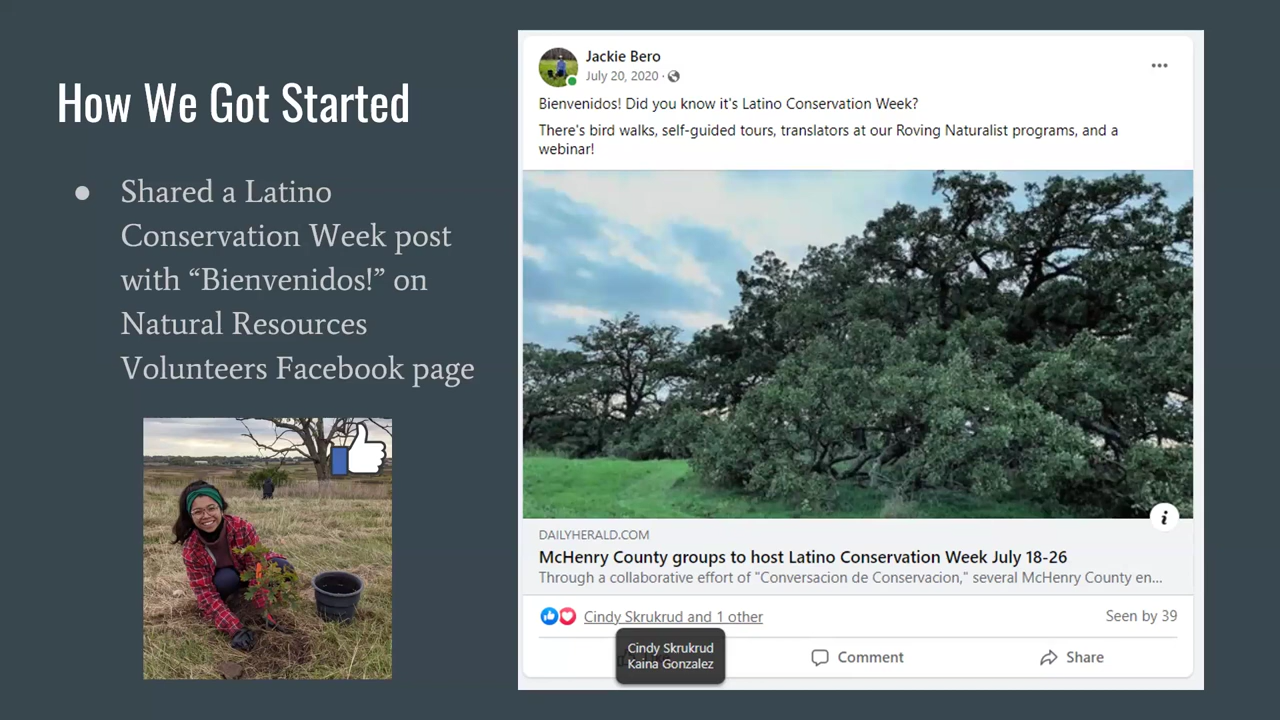 How We Got Started
● Shared a Latino
Conservation Week post
with “Bienvenidos!” on
Natural Resources
Volunteers Facebook page
Jackie Bero
July 20, 2020 ·
Bienvenidos! Did you know it's Latino Conservation Week?
There's bird walks, self-guided tours, translators at our Roving Naturalist programs, and a
webinar!
DAILYHERALD.COM
McHenry County groups to host Latino Conservation Week July 18-26
Through a collaborative effort of "Conversacion de Conservacion," several McHenry County en...
Cindy Skrukrud and 1 other
Seen by 39
Cindy Skrukrud
Kaina Gonzalez
Comment
Share